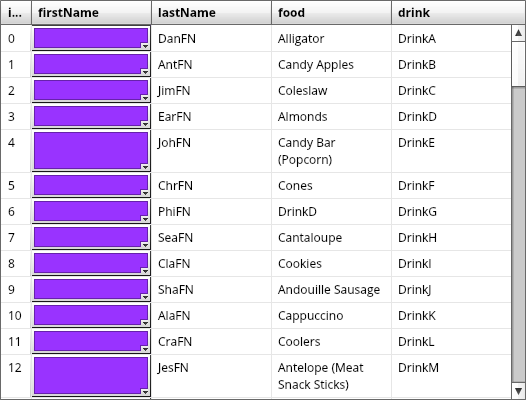 i... firstName lastName food drink
0 DanFN Alligator DrinkA
1 AntFN Candy Apples DrinkB
2 JimFN Coleslaw DrinkC
3 EarFN Almonds DrinkD
4 JohFN Candy Bar DrinkE
(Popcorn)
5 ChrFN Cones DrinkF
6 PhiFN DrinkD DrinkG
7 SeaFN Cantaloupe DrinkH
8 ClaFN Cookies DrinkI
9 ShaFN Andouille Sausage DrinkJ
10 AlaFN Cappuccino DrinkK
11 CraFN Coolers DrinkL
12 JesFN Antelope (Meat DrinkM
Snack Sticks)